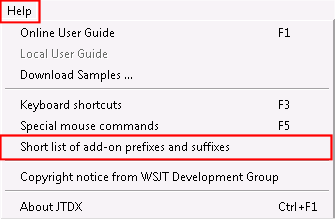 Help
Online User Guide F1
Local User Guide
Download Samples ...
Keyboard shortcuts F3
Special mouse commands F5
Short list of add-on prefixes and suffixes
Copyright notice from WSJT Development Group
About JTDX Ctrl+F1